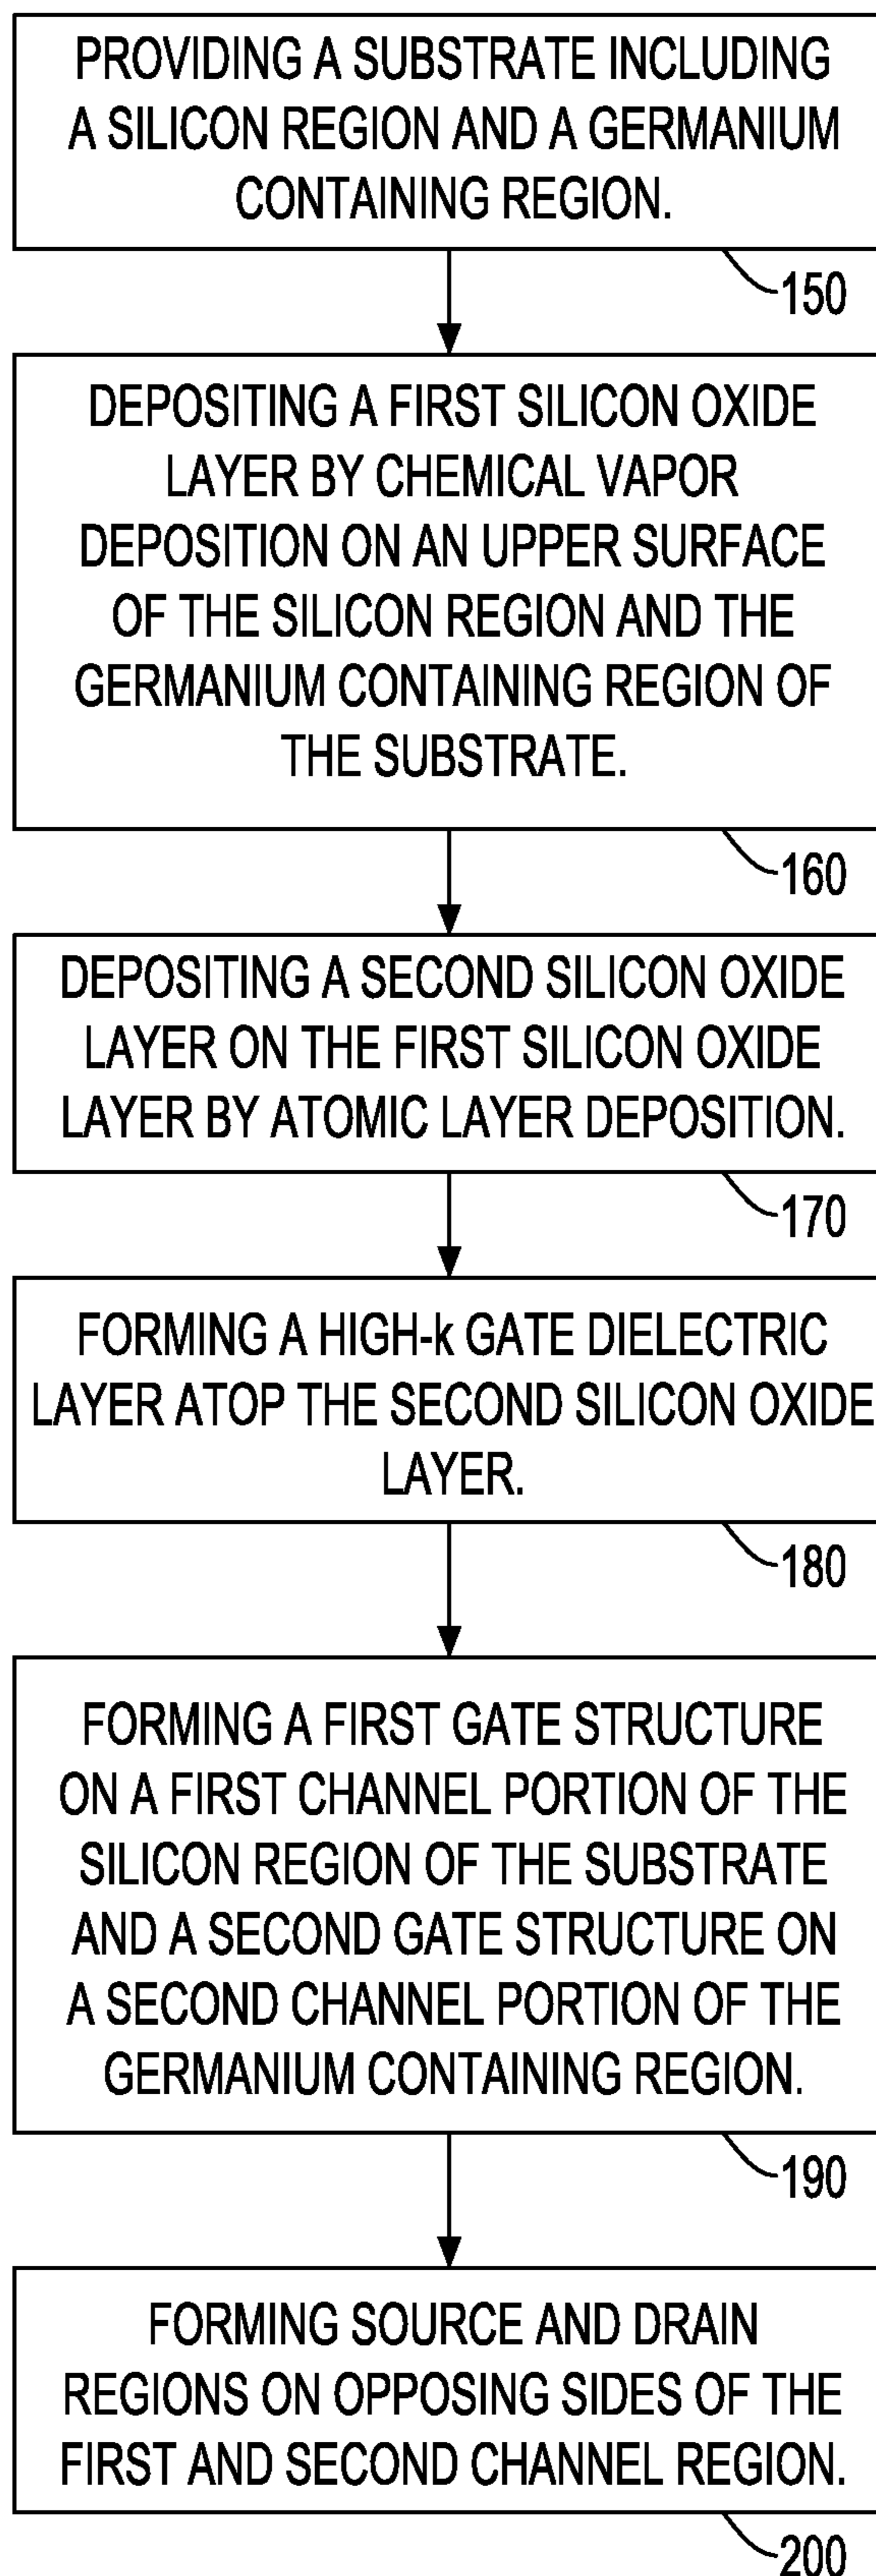 PROVIDING A SUBSTRATE INCLUDING
A SILICON REGION AND A GERMANIUM
CONTAINING REGION.
150
DEPOSITING A FIRST SILICON OXIDE
LAYER BY CHEMICAL VAPOR
DEPOSITION ON AN UPPER SURFACE
OF THE SILICON REGION AND THE
GERMANIUM CONTAINING REGION OF
THE SUBSTRATE.
160
DEPOSITING A SECOND SILICON OXIDE
LAYER ON THE FIRST SILICON OXIDE
LAYER BY ATOMIC LAYER DEPOSITION.
170
FORMING A HIGH-k GATE DIELECTRIC
LAYER ATOP THE SECOND SILICON OXIDE
LAYER.
180
FORMING A FIRST GATE STRUCTURE
ON A FIRST CHANNEL PORTION OF THE
SILICON REGION OF THE SUBSTRATE
AND A SECOND GATE STRUCTURE ON
A SECOND CHANNEL PORTION OF THE
GERMANIUM CONTAINING REGION.
190
FORMING SOURCE AND DRAIN
REGIONS ON OPPOSING SIDES OF THE
FIRST AND SECOND CHANNEL REGION.
200